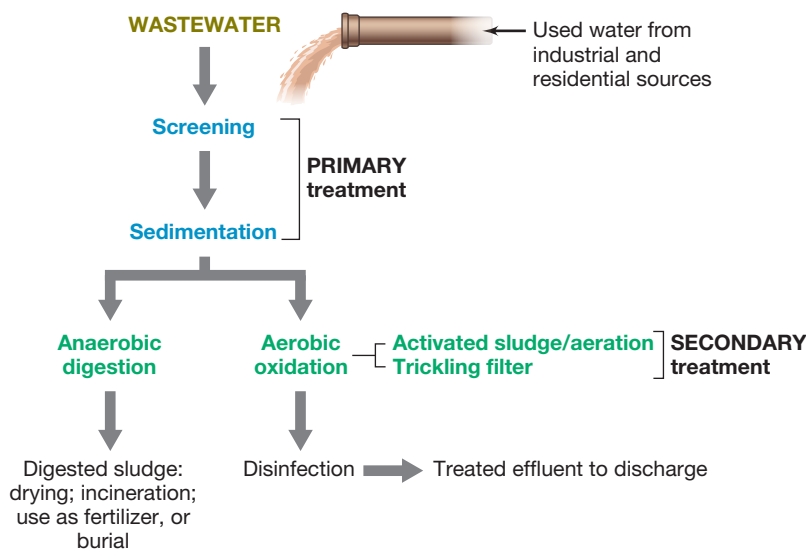 WASTEWATER
Used water from
industrial and
residential sources
Screening
PRIMARY
treatment
Sedimentation
Anaerobic
digestion
Aerobic
oxidation
Activated sludge/aeration
Trickling filter
SECONDARY
treatment
Digested sludge:
drying; incineration;
use as fertilizer, or
burial
Disinfection
Treated effluent to discharge